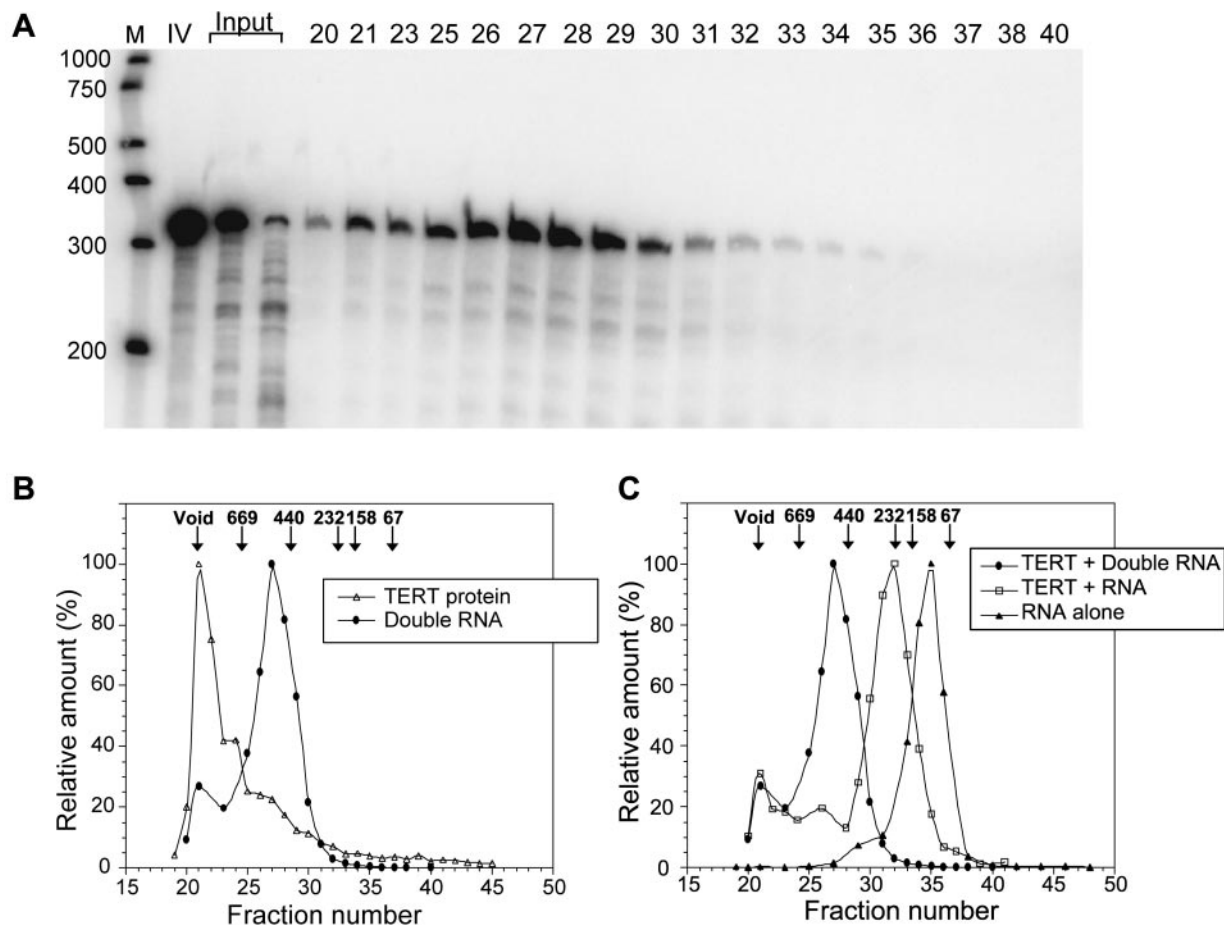 A
M IV Input 20 21 23 25 26 27 28 29 30 31 32 33 34 35 36 37 38 40
1000
750
500
400
300
200
B
Void 669 440 232 158 67
TERT protein
Double RNA
Relative amount (%)
100
80
60
40
20
0
15 20 25 30 35 40 45 50
Fraction number
C
Void 669 440 232 158 67
TERT + Double RNA
TERT + RNA
RNA alone
Relative amount (%)
100
80
60
40
20
0
15 20 25 30 35 40 45 50
Fraction number